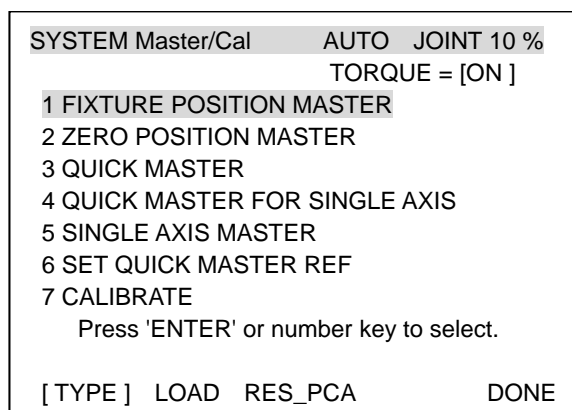 SYSTEM Master/Cal AUTO JOINT 10 %
TORQUE = [ON ]
1 FIXTURE POSITION MASTER
2 ZERO POSITION MASTER
3 QUICK MASTER
4 QUICK MASTER FOR SINGLE AXIS
5 SINGLE AXIS MASTER
6 SET QUICK MASTER REF
7 CALIBRATE
Press 'ENTER' or number key to select.
[ TYPE ] LOAD RES_PCA DONE